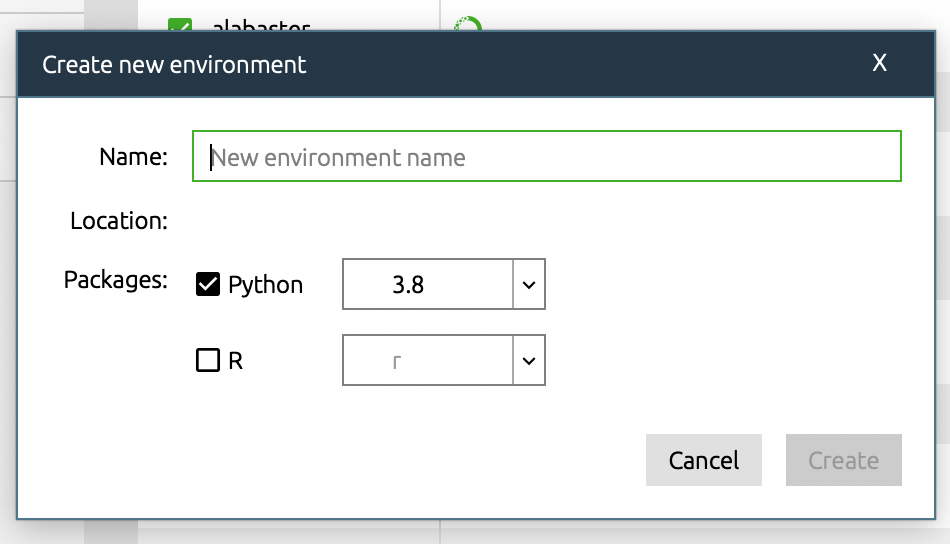 alabaster
Create new environment X
Name: New environment name
Location:
Packages: Python 3.8
R r
Cancel Create